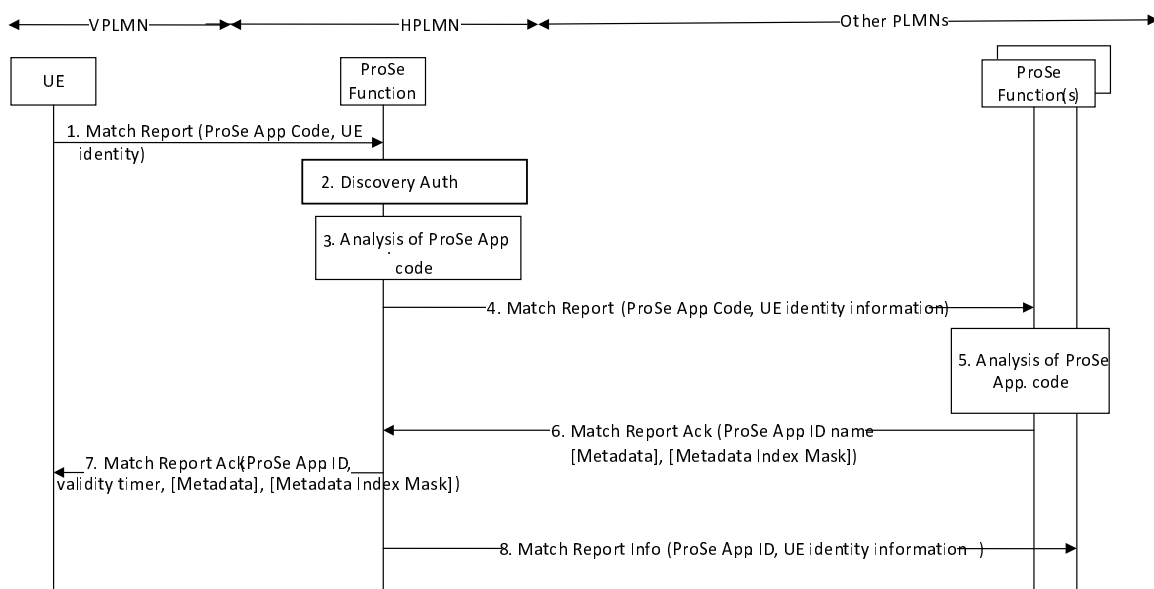 VPLMN
HPLMN
Other PLMNs
UE
ProSe
Function
ProSe
Function(s)
1. Match Report (ProSe App Code, UE
identity)
2. Discovery Auth
3. Analysis of ProSe App
code
4. Match Report (ProSe App Code, UE identity information)
5. Analysis of ProSe
App. code
6. Match Report Ack (ProSe App ID name
[Metadata], [Metadata Index Mask])
7. Match Report Ack(ProSe App ID,
validity timer, [Metadata], [Metadata Index Mask])
8. Match Report Info (ProSe App ID, UE identity information )